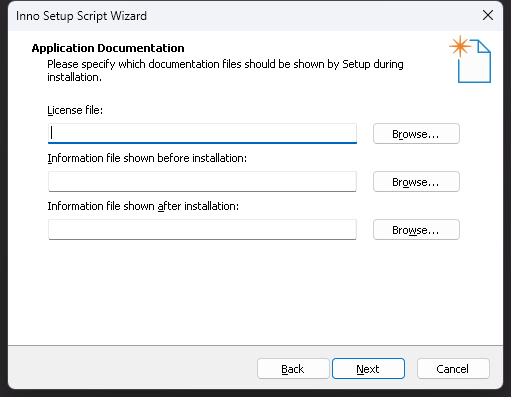 Inno Setup Script Wizard
Application Documentation
Please specify which documentation files should be shown by Setup during
installation.
License file:
Browse...
Information file shown before installation:
Browse...
Information file shown after installation:
Browse...
Back
Next
Cancel